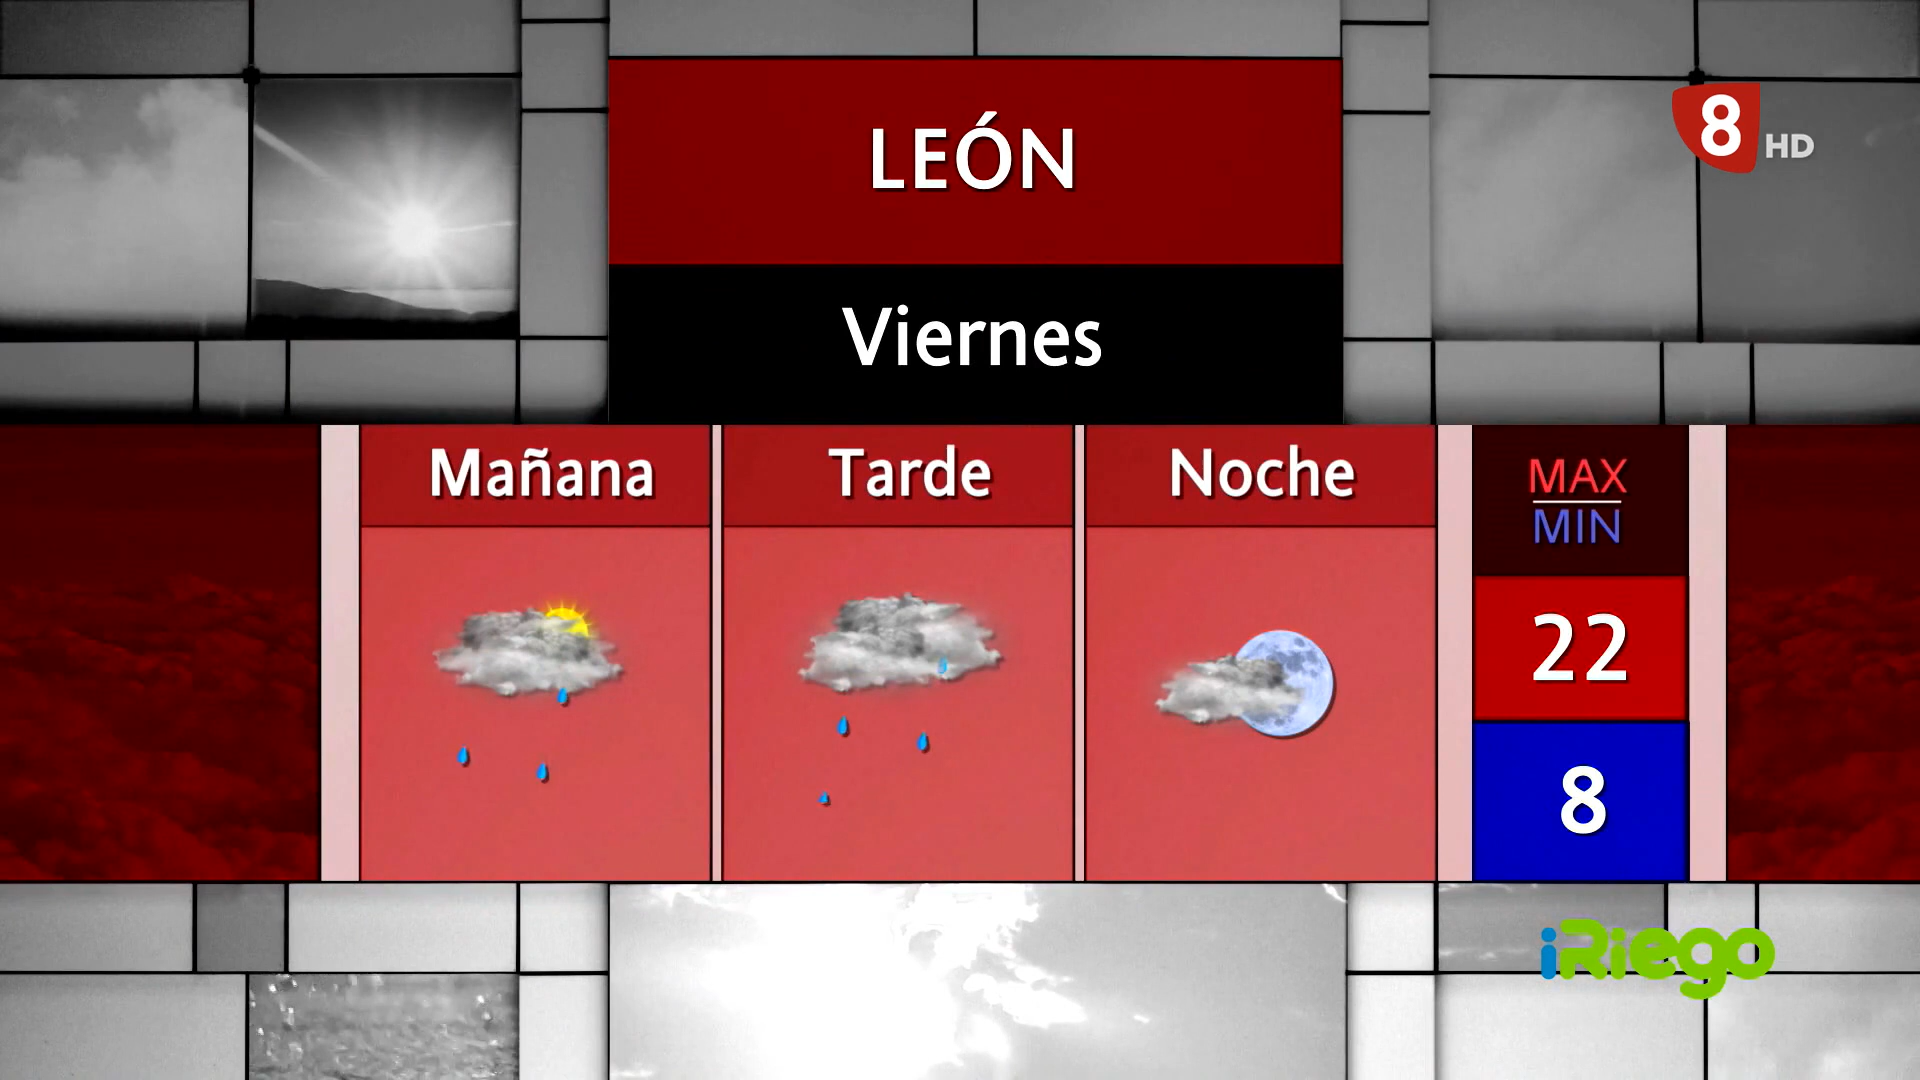 LEÓN
8 HD
Viernes
Mañana
Tarde
Noche
MAX
MIN
22
8
iRiego